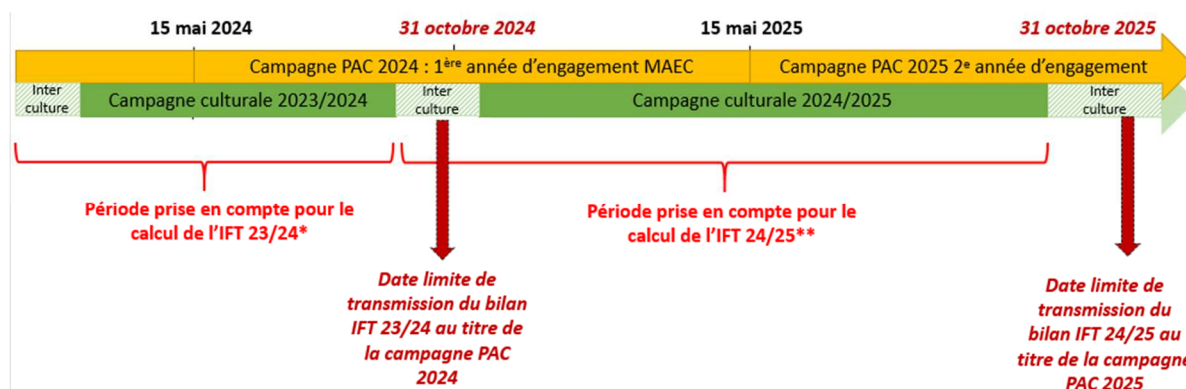 15 mai 2024
31 octobre 2024
15 mai 2025
31 octobre 2025
Campagne PAC 2024 : 1ère année d'engagement MAEC
Campagne PAC 2025 2e année d'engagement
Inter
culture
Campagne culturale 2023/2024
Inter
culture
Campagne culturale 2024/2025
Inter
culture
Période prise en compte pour le
calcul de l'IFT 23/24*
Période prise en compte pour le
calcul de l'IFT 24/25**
Date limite de
transmission du bilan
IFT 23/24 au titre de
la campagne PAC
2024
Date limite de
transmission du
bilan IFT 24/25 au
titre de la campagne
PAC 2025